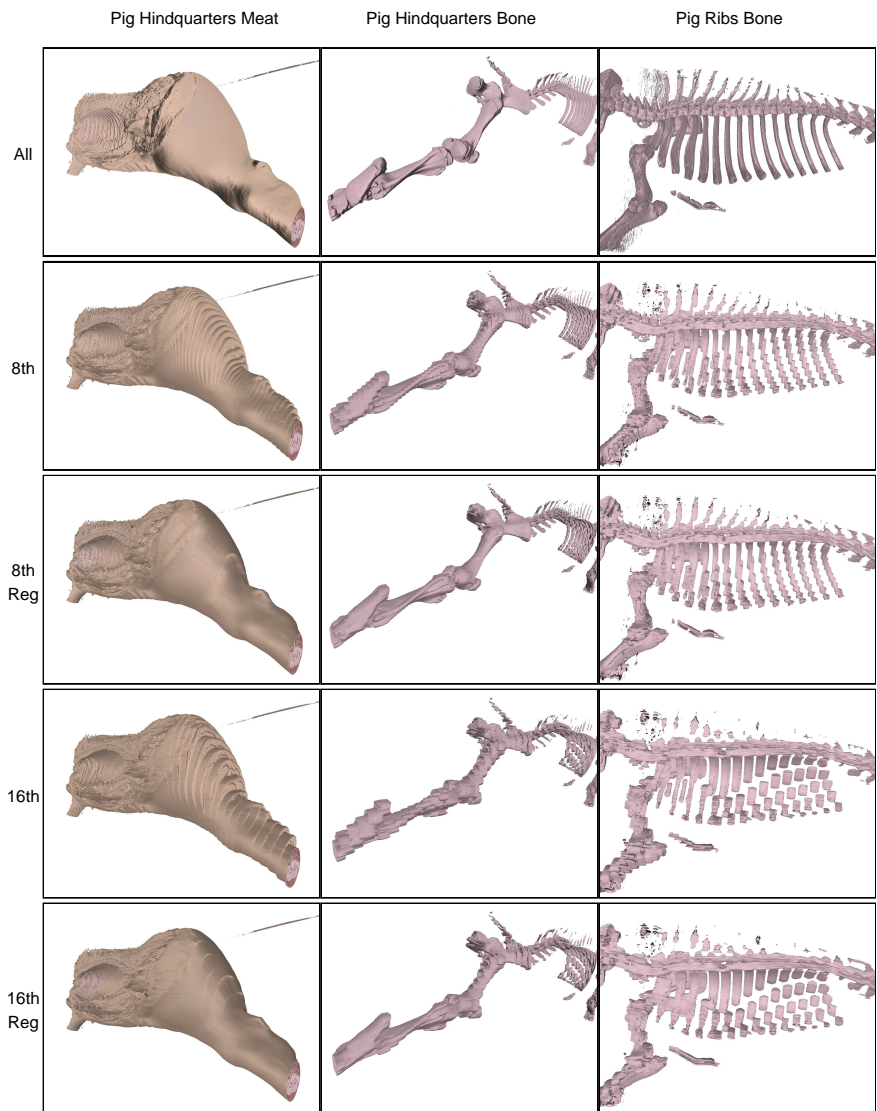 Pig Hindquarters Meat
Pig Hindquarters Bone
Pig Ribs Bone
All
8th
8th
Reg
16th
16th
Reg